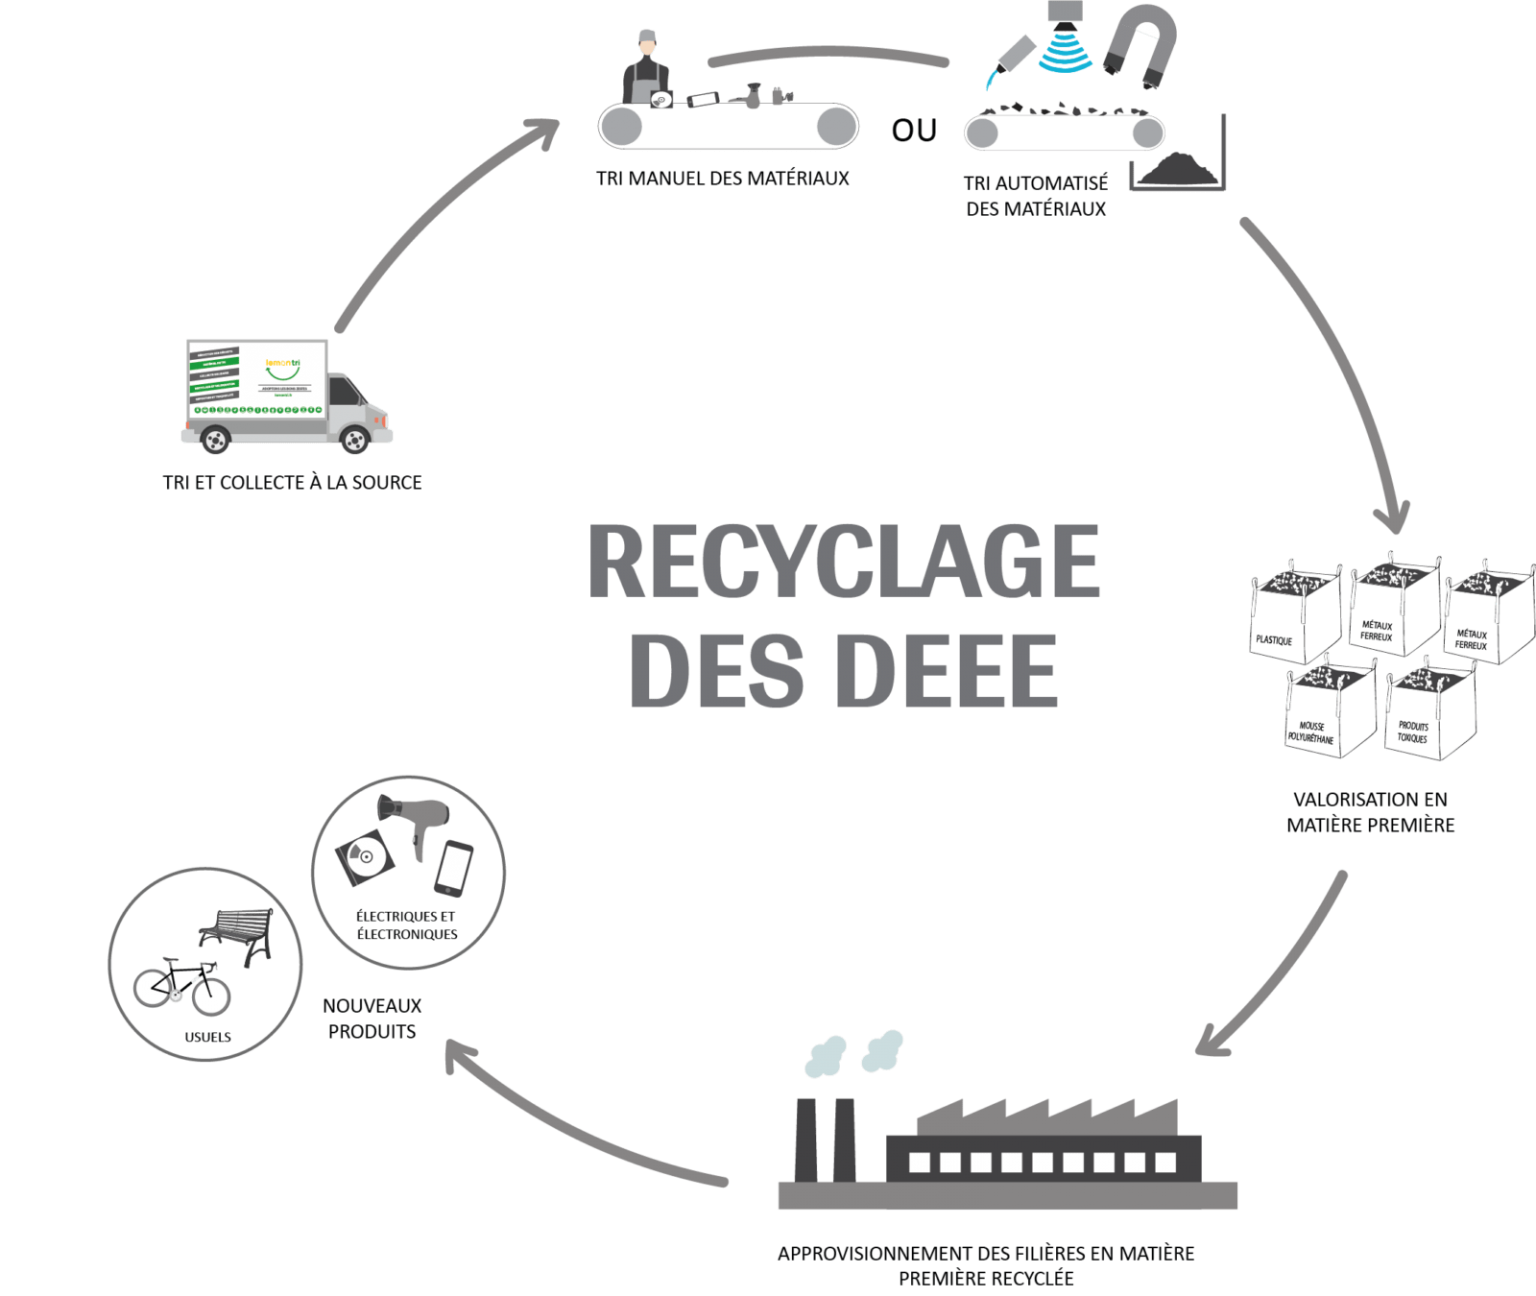 TRI MANUEL DES MATÉRIAUX
OU
TRI AUTOMATISÉ
DES MATÉRIAUX
lemontri
TRI ET COLLECTE À LA SOURCE
RECYCLAGE
DES DEEE
PLASTIQUE
MÉTAUX
FERREUX
MÉTAUX
FERREUX
MOUSSE
POLYURÉTHANE
PRODUITS
TOXIQUES
VALORISATION EN
MATIÈRE PREMIÈRE
ÉLECTRIQUES ET
ÉLECTRONIQUES
USUELS
NOUVEAUX
PRODUITS
APPROVISIONNEMENT DES FILIÈRES EN MATIÈRE
PREMIÈRE RECYCLÉE